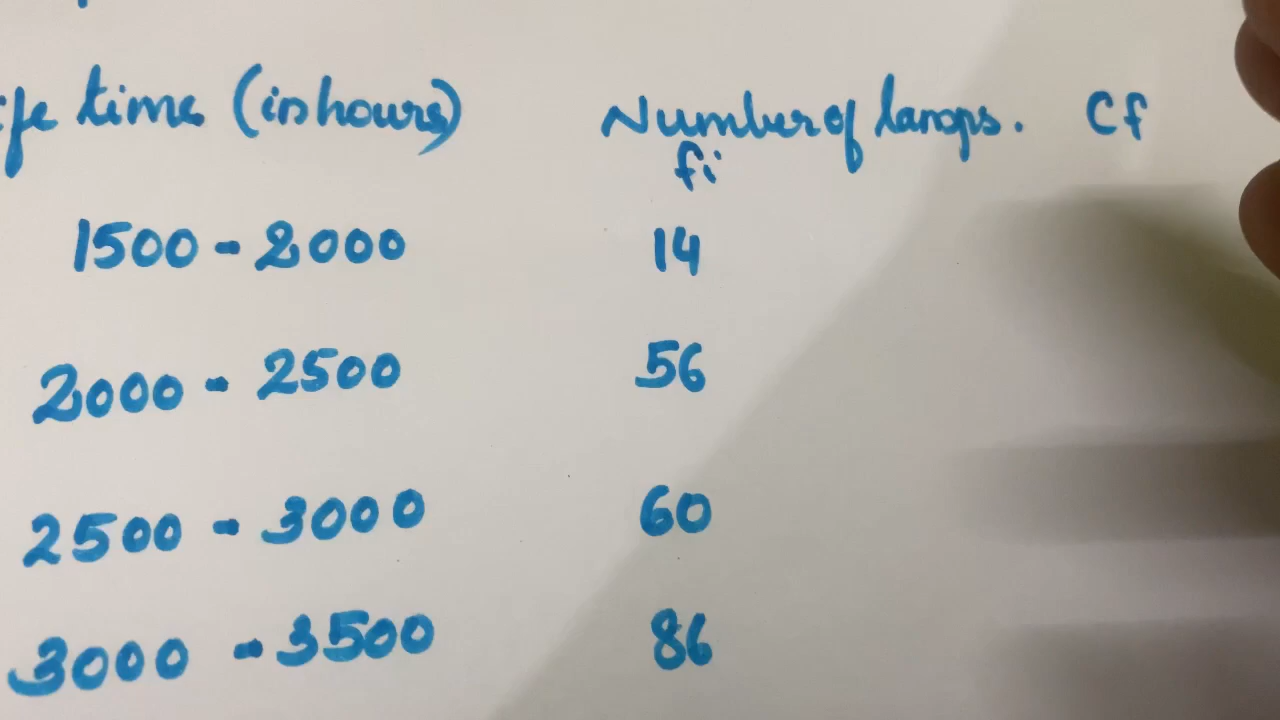 ife time (in hours) Number of lamps. Cf
fi
1500 - 2000 14
2000 - 2500 56
2500 - 3000 60
3000 - 3500 86